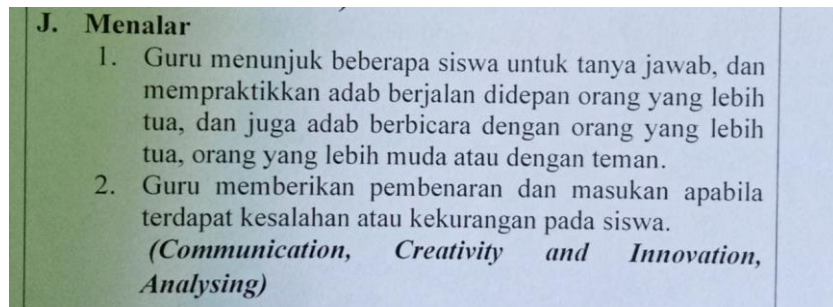 J. Menalar
1. Guru menunjuk beberapa siswa untuk tanya jawab, dan
mempraktikkan adab berjalan didepan orang yang lebih
tua, dan juga adab berbicara dengan orang yang lebih
tua, orang yang lebih muda atau dengan teman.
2. Guru memberikan pembenaran dan masukan apabila
terdapat kesalahan atau kekurangan pada siswa.
(Communication, Creativity and Innovation,
Analysing)